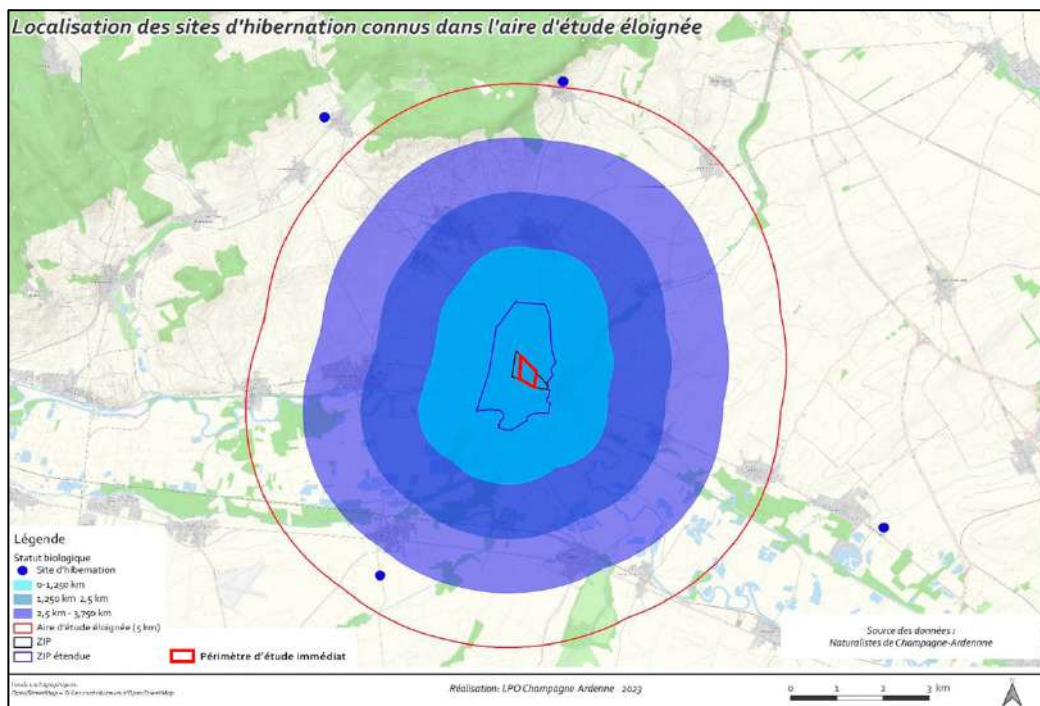 Localisation des sites d'hibernation connus dans l'aire d'étude éloignée
Légende
Statut biologique
Site d'hibernation
0-1,250 km
1,250 km 2,5 km
2,5 km - 3,750 km
Aire d'étude éloignée (5 km)
ZIP
ZIP étendue
Périmètre d'étude immédiat
Source des données :
Naturalistes de Champagne-Ardennne
Réalisation: LPO Champagne Ardenne 2023
0 1 2 3 km